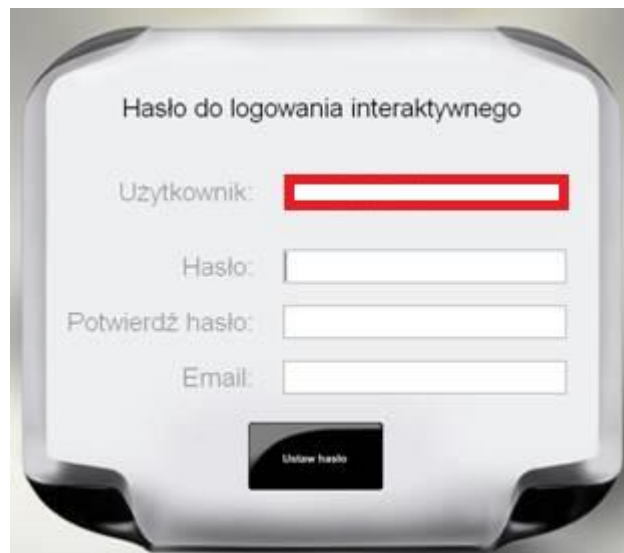 Hasło do logowania interaktywnego
Użytkownik:
Hasło:
Potwierdź hasło:
Email:
Ustaw hasło